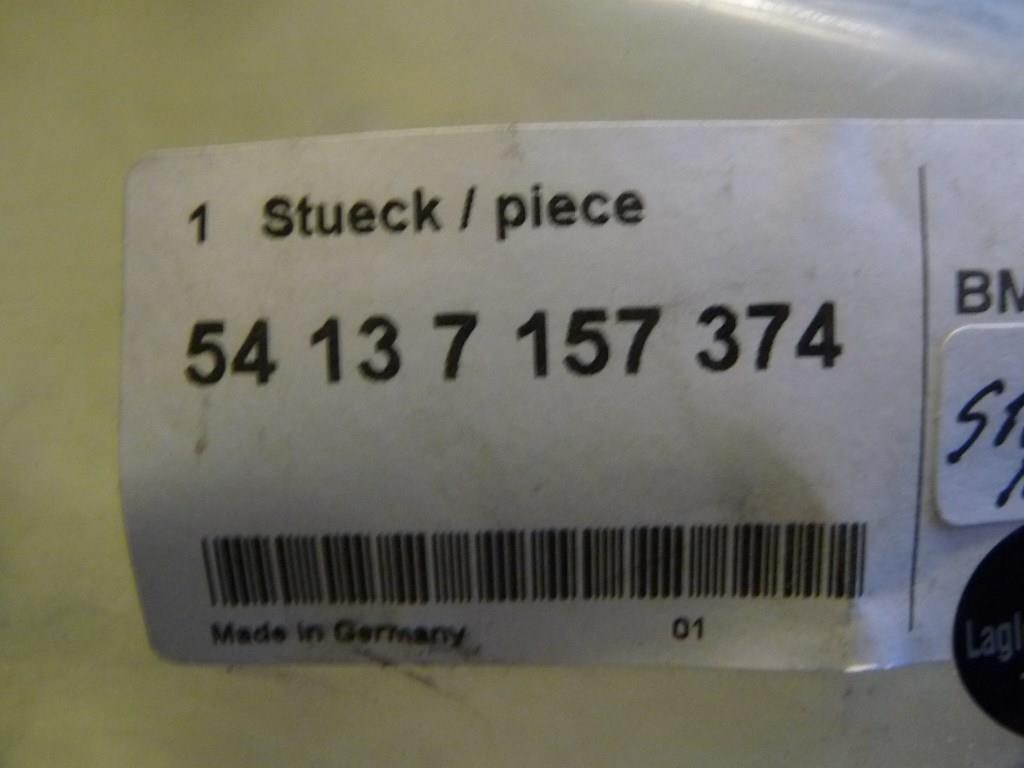 1 Stueck / piece
54 13 7 157 374
Made in Germany 01